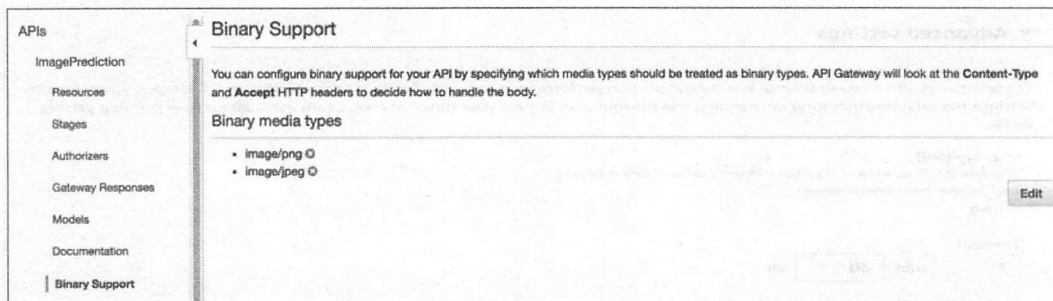 APIs
ImagePrediction
Resources
Stages
Authorizers
Gateway Responses
Models
Documentation
Binary Support
Binary Support
You can configure binary support for your API by specifying which media types should be treated as binary types. API Gateway will look at the Content-Type
and Accept HTTP headers to decide how to handle the body.
Binary media types
• image/png
• image/jpeg
Edit